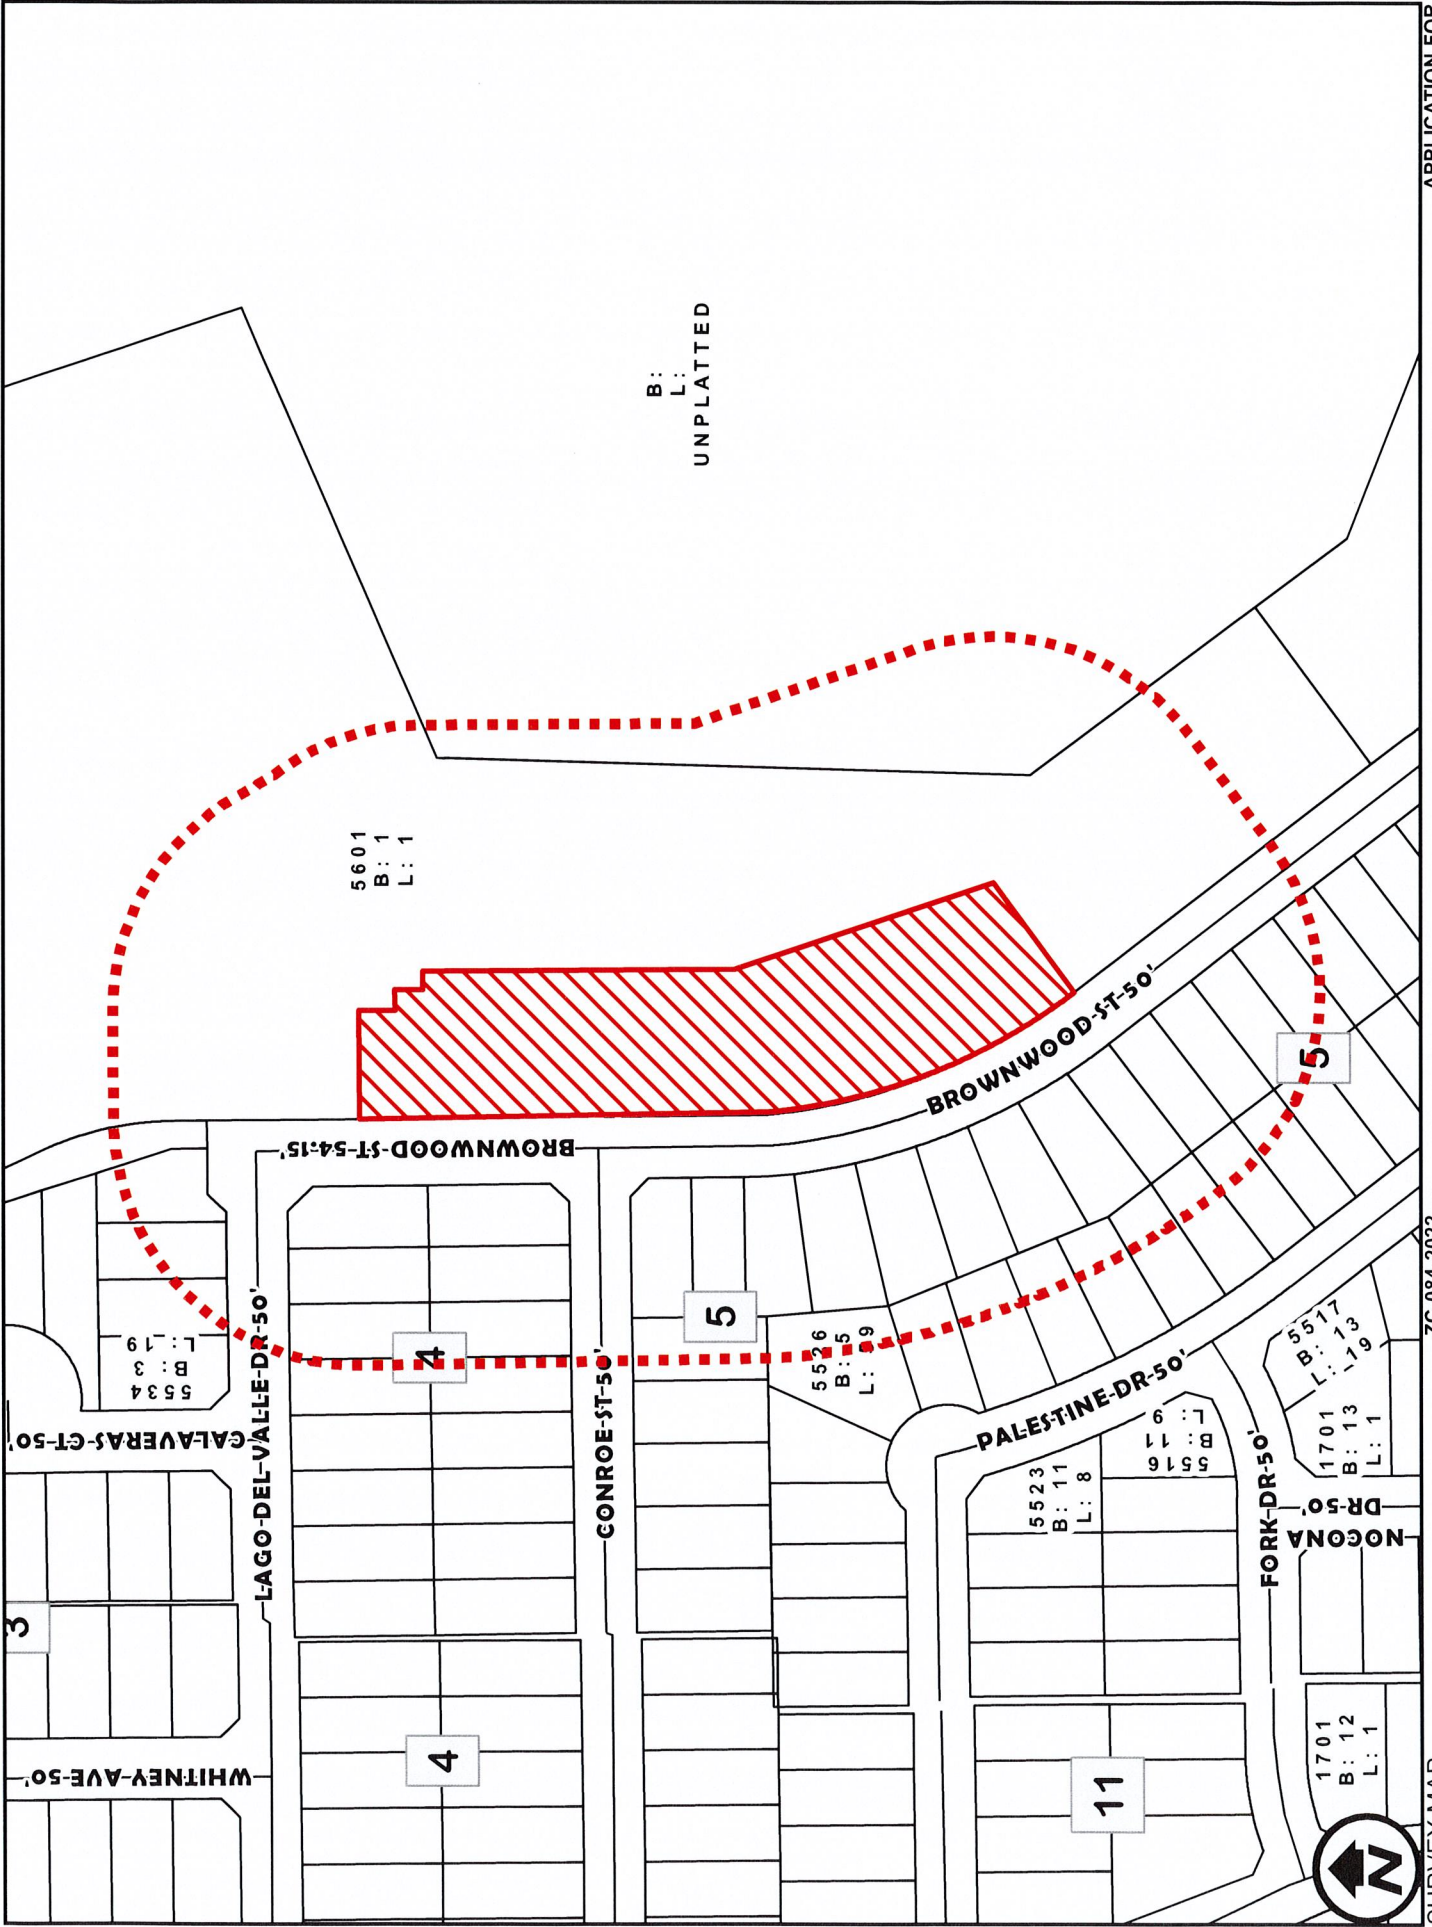 APPLICATION FOR
B:
L:
UNPLATTED
5601
B: 1
L: 1
BROWNWOOD-ST-54.15'
BROWNWOOD-ST-50'
5534
B: 3
L: 19
CALAVERAS-CT-50'
LAGO-DEL-VALLE-DR-50'
4
CONROE-ST-50'
5
5
5526
B: 5
PALESTINE-DR-50'
5523
B: 11
L: 8
5516
B: 11
L: 9
5517
B: 13
L: 19
1701
B: 13
L: 1
FORK-DR-50'
NOCONA
DR-50'
3
WHITNEY-AVE-50'
4
11
1701
B: 12
L: 1
N